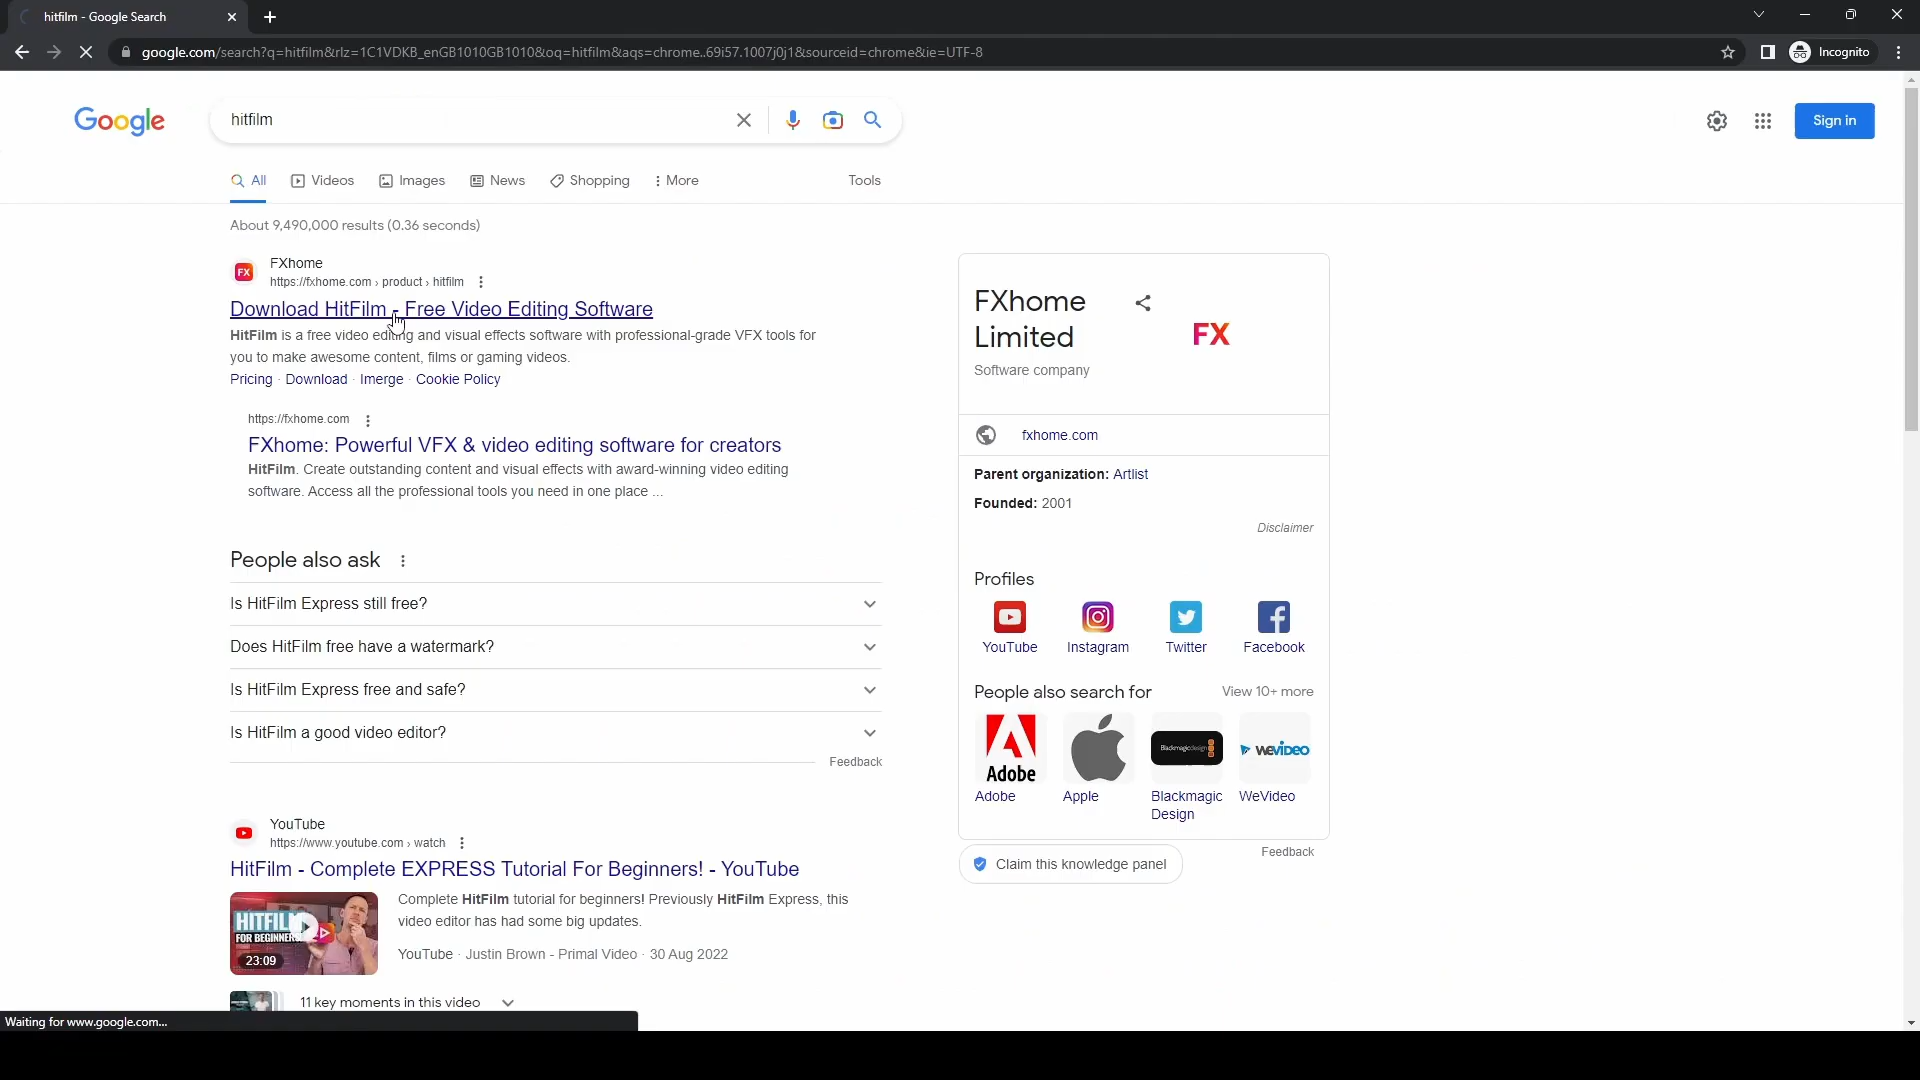 hitfilm - Google Search
google.com/search?q=hitfilm&rlz=1C1VDKB_enGB1010GB1010&oq=hitfilm&aqs=chrome..69i57.1007j0j1&sourceid=chrome&ie=UTF-8
Incognito
Google
hitfilm
Sign in
All
Videos
Images
News
Shopping
More
Tools
About 9,490,000 results (0.36 seconds)
FX
FXhome
https://fxhome.com › product › hitfilm
Download HitFilm - Free Video Editing Software
HitFilm is a free video editing and visual effects software with professional-grade VFX tools for
you to make awesome content, films or gaming videos.
Pricing · Download · Imerge · Cookie Policy
https://fxhome.com
FXhome: Powerful VFX & video editing software for creators
HitFilm. Create outstanding content and visual effects with award-winning video editing
software. Access all the professional tools you need in one place ...
People also ask
Is HitFilm Express still free?
Does HitFilm free have a watermark?
Is HitFilm Express free and safe?
Is HitFilm a good video editor?
Feedback
YouTube
https://www.youtube.com › watch
HitFilm - Complete EXPRESS Tutorial For Beginners! - YouTube
HITFIL
FOR BEGINNERS
23:09
Complete HitFilm tutorial for beginners! Previously HitFilm Express, this
video editor has had some big updates.
YouTube · Justin Brown - Primal Video · 30 Aug 2022
11 key moments in this video
FXhome
Limited
FX
Software company
fxhome.com
Parent organization: Artlist
Founded: 2001
Disclaimer
Profiles
YouTube
Instagram
Twitter
Facebook
People also search for
View 10+ more
Adobe
Blackmagicdesign
WEVIDEO
Adobe
Apple
Blackmagic
Design
WeVideo
Claim this knowledge panel
Feedback
Waiting for www.google.com...